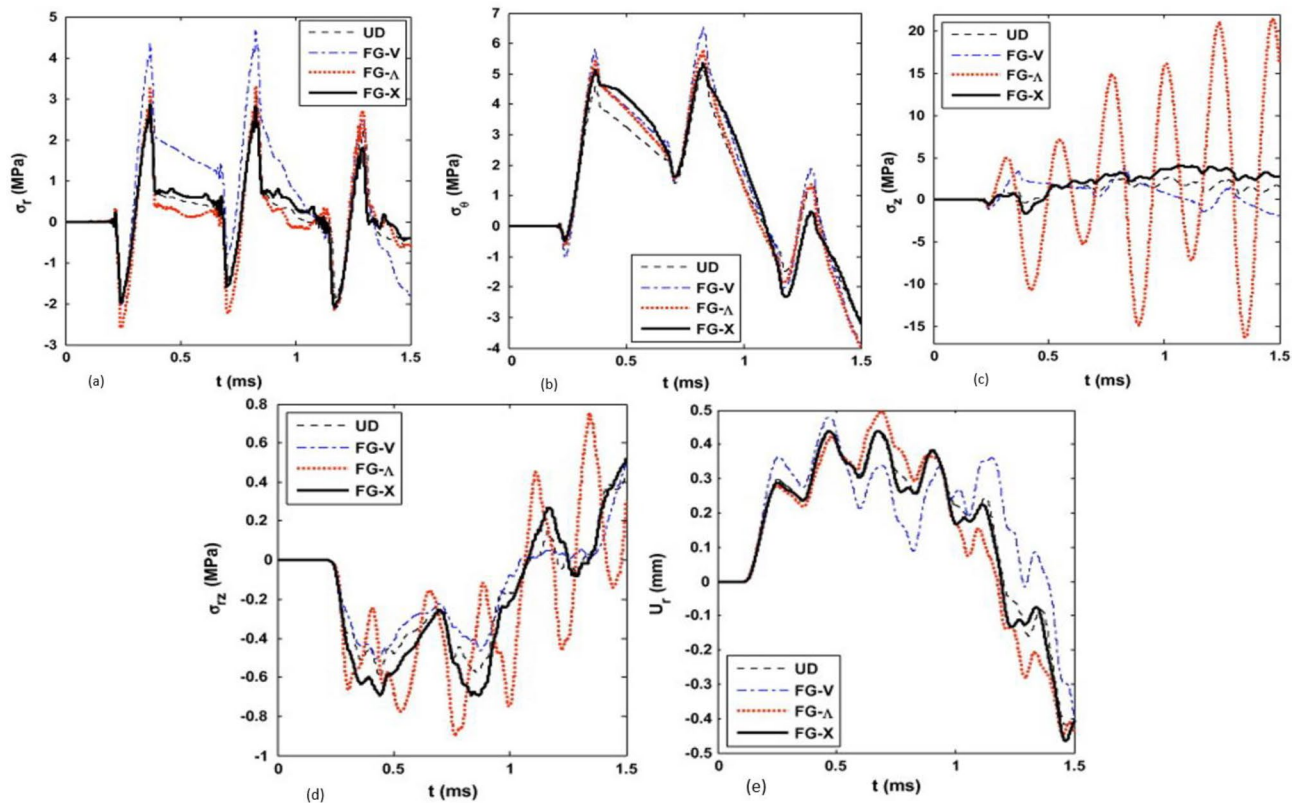 5
4
3
2
1
0
-1
-2
-3
σr (MPa)
0
0.5
1
1.5
t (ms)
UD
FG-V
FG-Λ
FG-X
(a)
7
6
5
4
3
2
1
0
-1
-2
-3
-4
σθ (MPa)
0
0.5
1
1.5
t (ms)
UD
FG-V
FG-Λ
FG-X
(b)
20
15
10
5
0
-5
-10
-15
σz (MPa)
0
0.5
1
1.5
t (ms)
UD
FG-V
FG-Λ
FG-X
(c)
0.8
0.6
0.4
0.2
0
-0.2
-0.4
-0.6
-0.8
-1
σrz (MPa)
0
0.5
1
1.5
t (ms)
UD
FG-V
FG-Λ
FG-X
(d)
0.5
0.4
0.3
0.2
0.1
0
-0.1
-0.2
-0.3
-0.4
-0.5
Ur (mm)
0
0.5
1
1.5
t (ms)
UD
FG-V
FG-Λ
FG-X
(e)